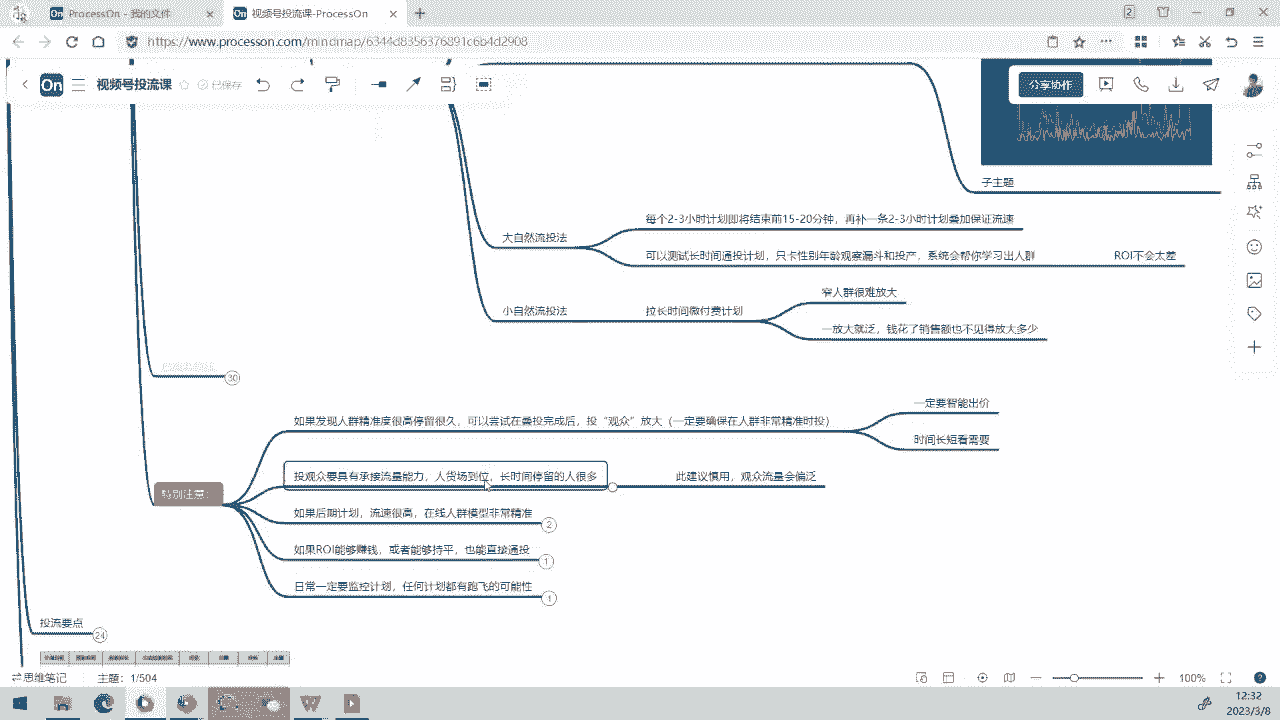 ProcessOn - 我的文件
视频号投流课-ProcessOn
https://www.processon.com/mindmap/6344d8356376891c6b4d2908
On
视频号投流课
已保存
分享协作
子主题
大自然流投法
每个2-3小时计划即将结束前15-20分钟，再补一条2-3小时计划叠加保证流速
可以测试长时间通投计划，只卡性别年龄观察漏斗和投产，系统会帮你学习出人群
ROI不会太差
小自然流投法
拉长时间微付费计划
窄人群很难放大
一放大就泛，钱花了销售额也不见得放大多少
30
特别注意：
如果发现人群精准度很高停留很久，可以尝试在叠投完成后，投“观众”放大（一定要确保在人群非常精准时投）
一定要智能出价
时间长短看需要
投观众要具有承接流量能力，人货场到位，长时间停留的人很多
此建议慎用，观众流量会偏泛
如果后期计划，流速很高，在线人群模型非常精准
2
如果ROI能够赚钱，或者能够持平，也能直接通投
1
日常一定要监控计划，任何计划都有跑飞的可能性
1
投流要点
24
思维笔记
主题：1/504
100%
12:32
2023/3/8